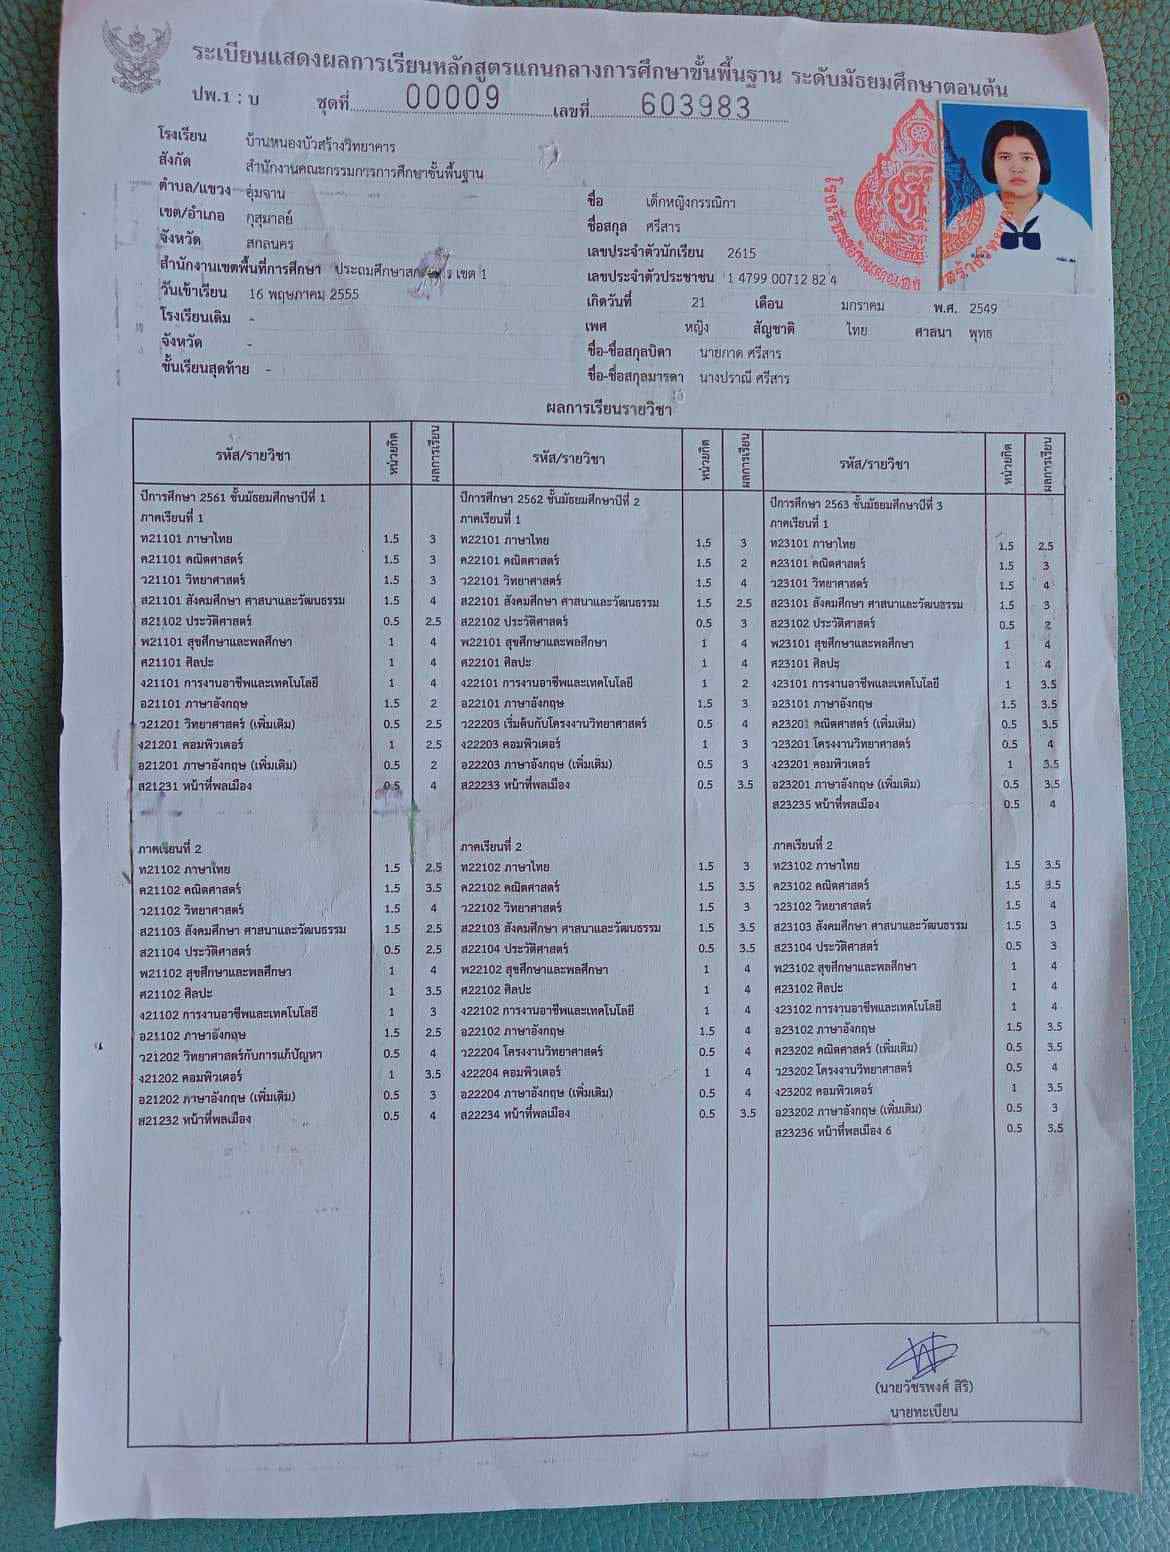 ระเบียนแสดงผลการเรียนหลักสูตรแกนกลางการศึกษาขั้นพื้นฐาน ระดับมัธยมศึกษาตอนต้น
ปพ.1 : บ ชุดที่ 00009 เลขที่ 603983
โรงเรียน บ้านหนองบัวสร้างวิทยาคาร
สังกัด สำนักงานคณะกรรมการการศึกษาขั้นพื้นฐาน
ตำบล/แขวง อุ่มจาน
เขต/อำเภอ กุสุมาลย์
จังหวัด สกลนคร
สำนักงานเขตพื้นที่การศึกษา ประถมศึกษาสก เขต 1
วันเข้าเรียน 16 พฤษภาคม 2555
โรงเรียนเดิม -
จังหวัด -
ชั้นเรียนสุดท้าย -
ชื่อ เด็กหญิงกรรณิกา
ชื่อสกุล ศรีสาร
เลขประจำตัวนักเรียน 2615
เลขประจำตัวประชาชน 1 4799 00712 82 4
เกิดวันที่ 21 เดือน มกราคม พ.ศ. 2549
เพศ หญิง สัญชาติ ไทย ศาสนา พุทธ
ชื่อ-ชื่อสกุลบิดา นายกาด ศรีสาร
ชื่อ-ชื่อสกุลมารดา นางปราณี ศรีสาร
ผลการเรียนรายวิชา
รหัส/รายวิชา หน่วยกิต ผลการเรียน
ปีการศึกษา 2561 ชั้นมัธยมศึกษาปีที่ 1
ภาคเรียนที่ 1
ท21101 ภาษาไทย 1.5 3
ค21101 คณิตศาสตร์ 1.5 3
ว21101 วิทยาศาสตร์ 1.5 3
ส21101 สังคมศึกษา ศาสนาและวัฒนธรรม 1.5 4
ส21102 ประวัติศาสตร์ 0.5 2.5
พ21101 สุขศึกษาและพลศึกษา 1 4
ศ21101 ศิลปะ 1 4
ง21101 การงานอาชีพและเทคโนโลยี 1 4
อ21101 ภาษาอังกฤษ 1.5 2
ว21201 วิทยาศาสตร์ (เพิ่มเติม) 0.5 2.5
ง21201 คอมพิวเตอร์ 1 2.5
อ21201 ภาษาอังกฤษ (เพิ่มเติม) 0.5 2
ส21231 หน้าที่พลเมือง 0.5 4
ภาคเรียนที่ 2
ท21102 ภาษาไทย 1.5 2.5
ค21102 คณิตศาสตร์ 1.5 3.5
ว21102 วิทยาศาสตร์ 1.5 4
ส21103 สังคมศึกษา ศาสนาและวัฒนธรรม 1.5 2.5
ส21104 ประวัติศาสตร์ 0.5 2.5
พ21102 สุขศึกษาและพลศึกษา 1 4
ศ21102 ศิลปะ 1 3.5
ง21102 การงานอาชีพและเทคโนโลยี 1 3
อ21102 ภาษาอังกฤษ 1.5 2.5
ว21202 วิทยาศาสตร์กับการแก้ปัญหา 0.5 4
ง21202 คอมพิวเตอร์ 1 3.5
อ21202 ภาษาอังกฤษ (เพิ่มเติม) 0.5 3
ส21232 หน้าที่พลเมือง 0.5 4
รหัส/รายวิชา หน่วยกิต ผลการเรียน
ปีการศึกษา 2562 ชั้นมัธยมศึกษาปีที่ 2
ภาคเรียนที่ 1
ท22101 ภาษาไทย 1.5 3
ค22101 คณิตศาสตร์ 1.5 2
ว22101 วิทยาศาสตร์ 1.5 4
ส22101 สังคมศึกษา ศาสนาและวัฒนธรรม 1.5 2.5
ส22102 ประวัติศาสตร์ 0.5 3
พ22101 สุขศึกษาและพลศึกษา 1 4
ศ22101 ศิลปะ 1 4
ง22101 การงานอาชีพและเทคโนโลยี 1 2
อ22101 ภาษาอังกฤษ 1.5 3
ว22203 เริ่มต้นกับโครงงานวิทยาศาสตร์ 0.5 4
ง22203 คอมพิวเตอร์ 1 3
อ22203 ภาษาอังกฤษ (เพิ่มเติม) 0.5 3
ส22233 หน้าที่พลเมือง 0.5 3.5
ภาคเรียนที่ 2
ท22102 ภาษาไทย 1.5 3
ค22102 คณิตศาสตร์ 1.5 3.5
ว22102 วิทยาศาสตร์ 1.5 3
ส22103 สังคมศึกษา ศาสนาและวัฒนธรรม 1.5 3.5
ส22104 ประวัติศาสตร์ 0.5 3.5
พ22102 สุขศึกษาและพลศึกษา 1 4
ศ22102 ศิลปะ 1 4
ง22102 การงานอาชีพและเทคโนโลยี 1 4
อ22102 ภาษาอังกฤษ 1.5 4
ว22204 โครงงานวิทยาศาสตร์ 0.5 4
ง22204 คอมพิวเตอร์ 1 4
อ22204 ภาษาอังกฤษ (เพิ่มเติม) 0.5 4
ส22234 หน้าที่พลเมือง 0.5 3.5
รหัส/รายวิชา หน่วยกิต ผลการเรียน
ปีการศึกษา 2563 ชั้นมัธยมศึกษาปีที่ 3
ภาคเรียนที่ 1
ท23101 ภาษาไทย 1.5 2.5
ค23101 คณิตศาสตร์ 1.5 3
ว23101 วิทยาศาสตร์ 1.5 4
ส23101 สังคมศึกษา ศาสนาและวัฒนธรรม 1.5 3
ส23102 ประวัติศาสตร์ 0.5 2
พ23101 สุขศึกษาและพลศึกษา 1 4
ศ23101 ศิลปะ 1 4
ง23101 การงานอาชีพและเทคโนโลยี 1 3.5
อ23101 ภาษาอังกฤษ 1.5 3.5
ค23201 คณิตศาสตร์ (เพิ่มเติม) 0.5 3.5
ว23201 โครงงานวิทยาศาสตร์ 0.5 4
ง23201 คอมพิวเตอร์ 1 3.5
อ23201 ภาษาอังกฤษ (เพิ่มเติม) 0.5 3.5
ส23235 หน้าที่พลเมือง 0.5 4
ภาคเรียนที่ 2
ท23102 ภาษาไทย 1.5 3.5
ค23102 คณิตศาสตร์ 1.5 3.5
ว23102 วิทยาศาสตร์ 1.5 4
ส23103 สังคมศึกษา ศาสนาและวัฒนธรรม 1.5 3
ส23104 ประวัติศาสตร์ 0.5 3
พ23102 สุขศึกษาและพลศึกษา 1 4
ศ23102 ศิลปะ 1 4
ง23102 การงานอาชีพและเทคโนโลยี 1 4
อ23102 ภาษาอังกฤษ 1.5 3.5
ค23202 คณิตศาสตร์ (เพิ่มเติม) 0.5 3.5
ว23202 โครงงานวิทยาศาสตร์ 0.5 4
ง23202 คอมพิวเตอร์ 1 3.5
อ23202 ภาษาอังกฤษ (เพิ่มเติม) 0.5 3
ส23236 หน้าที่พลเมือง 6 0.5 3.5
(นายวัชรพงศ์ สิริ)
นายทะเบียน